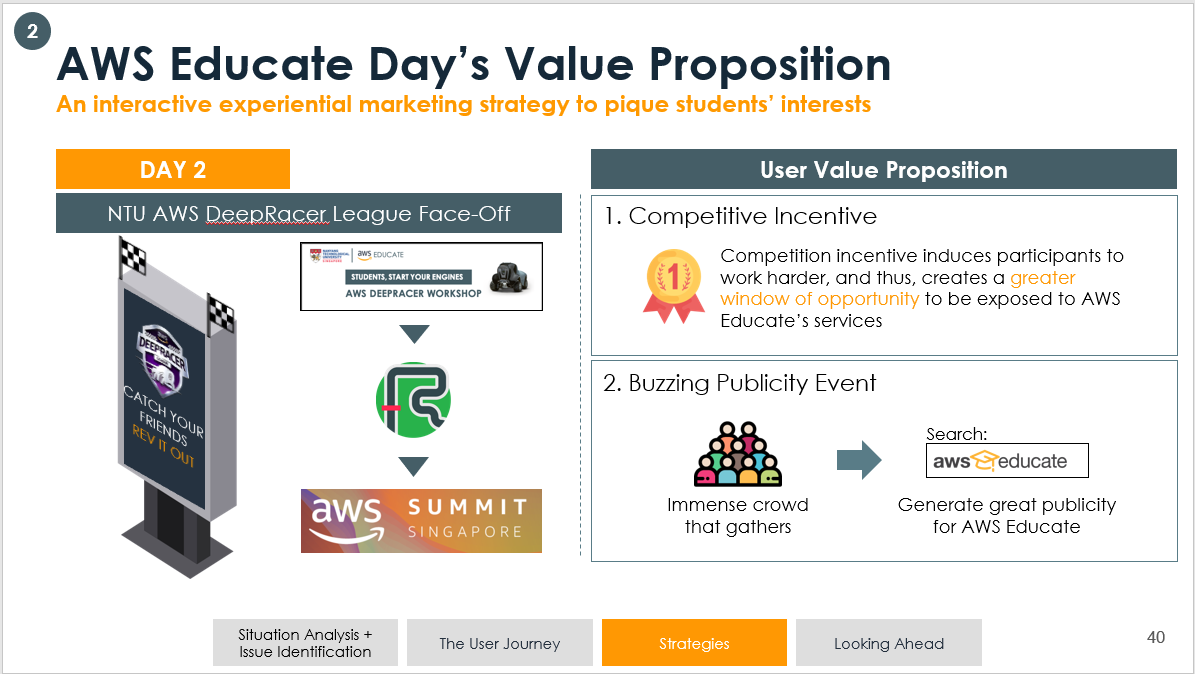 2
AWS Educate Day’s Value Proposition
An interactive experiential marketing strategy to pique students’ interests
DAY 2
NTU AWS DeepRacer League Face-Off
DEEPRACER
CATCH YOUR
FRIENDS
REV IT OUT
NANYANG
TECHNOLOGICAL
UNIVERSITY
SINGAPORE
aws EDUCATE
STUDENTS, START YOUR ENGINES
AWS DEEPRACER WORKSHOP
aws SUMMIT
SINGAPORE
User Value Proposition
1. Competitive Incentive
1
Competition incentive induces participants to
work harder, and thus, creates a greater
window of opportunity to be exposed to AWS
Educate’s services
2. Buzzing Publicity Event
Immense crowd
that gathers
Search:
aws educate
Generate great publicity
for AWS Educate
Situation Analysis +
Issue Identification
The User Journey
Strategies
Looking Ahead
40